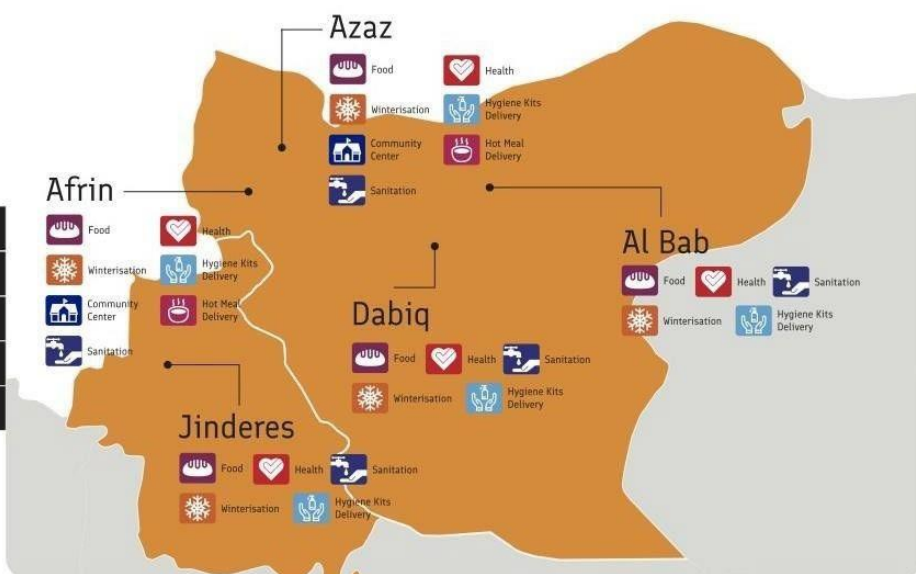 Azaz
Food
Health
Winterisation
Hygiene Kits
Delivery
Community
Center
Hot Meal
Delivery
Sanitation
Afrin
Food
Health
Winterisation
Hygiene Kits
Delivery
Community
Center
Hot Meal
Delivery
Sanitation
Al Bab
Food Health Sanitation
Winterisation
Hygiene Kits
Delivery
Dabiq
Food Health Sanitation
Winterisation
Hygiene Kits
Delivery
Jinderes
Food Health Sanitation
Winterisation
Hygiene Kits
Delivery